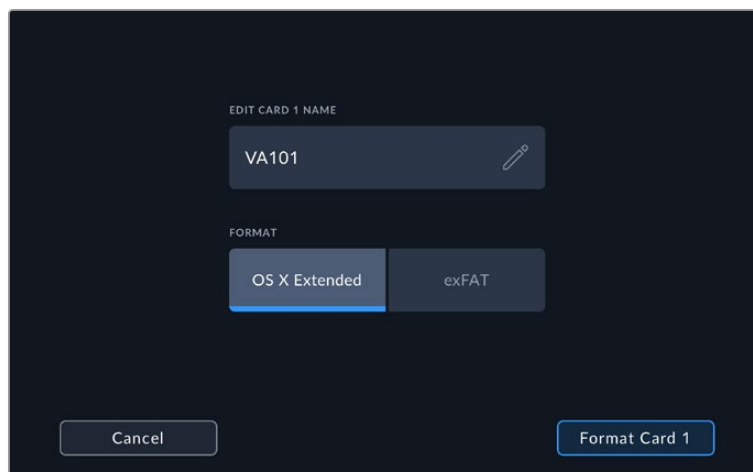 EDIT CARD 1 NAME
VA101
FORMAT
OS X Extended exFAT
Cancel Format Card 1